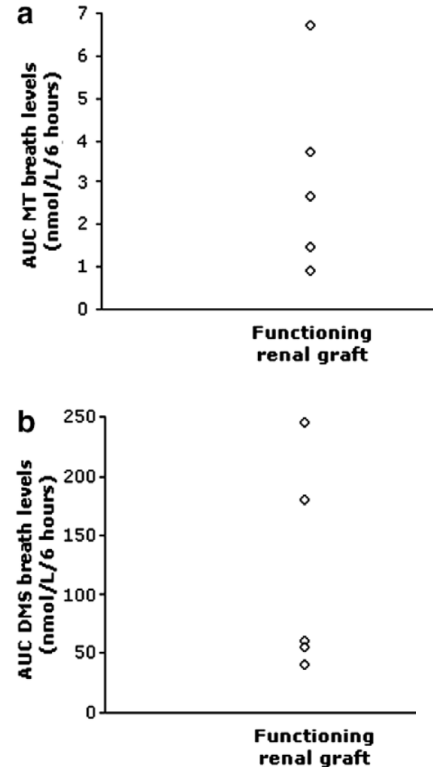 a
AUC MT breath levels
(nmol/L/6 hours)
7
6
5
4
3
2
1
0
Functioning
renal graft
b
AUC DMS breath levels
(nmol/L/6 hours)
250
200
150
100
50
0
Functioning
renal graft